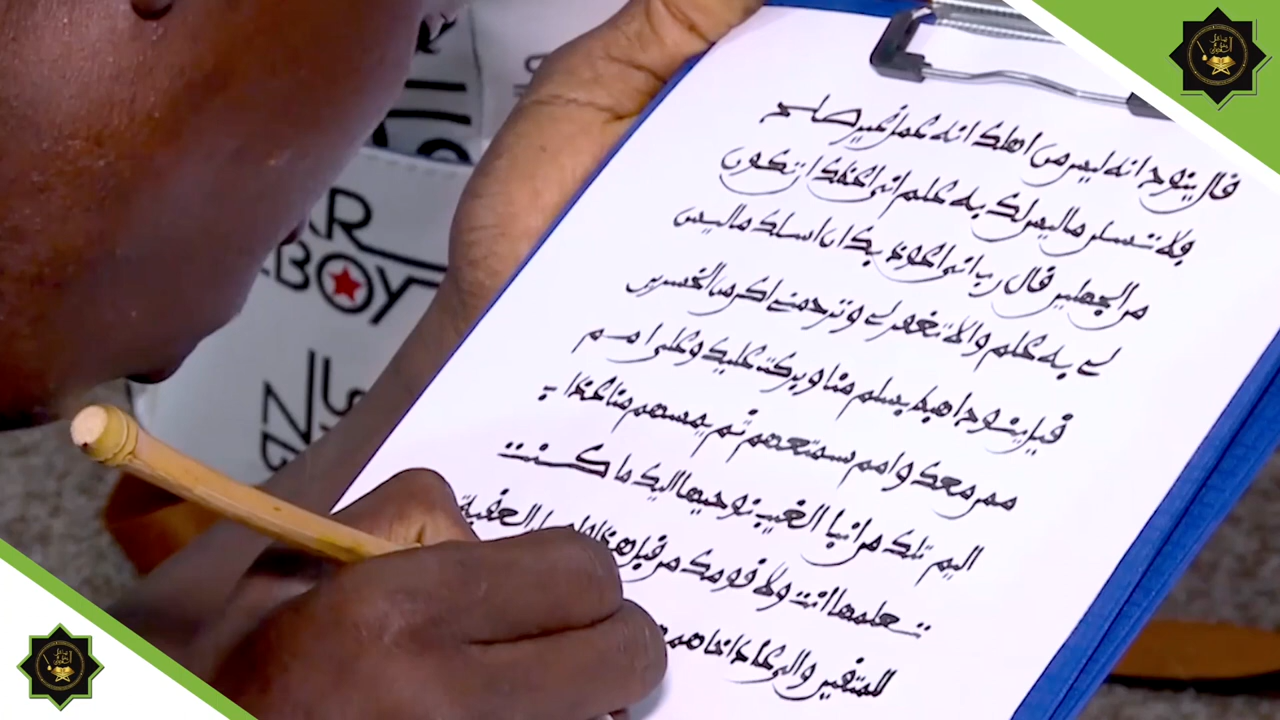 قال ينوح انه ليس من اهلك انه عمل غير صلح
فلا تسلن ما ليس لك به علم اني اعظك ان تكون
من الجهلين قال رب اني اعوذ بك ان اسلك ما ليس
لي به علم والا تغفر لي وترحمني اكن من الخسرين
قيل ينوح اهبط بسلم منا وبركت عليك وعلى امم
ممن معك وامم سنمتعهم ثم يمسهم منا عذاب
اليم تلك من انبا الغيب نوحيها اليك ما كنت
تعلمها انت ولا قومك من قبل هذا العقبة
للمتقين والى عاد اخاهم
BOY